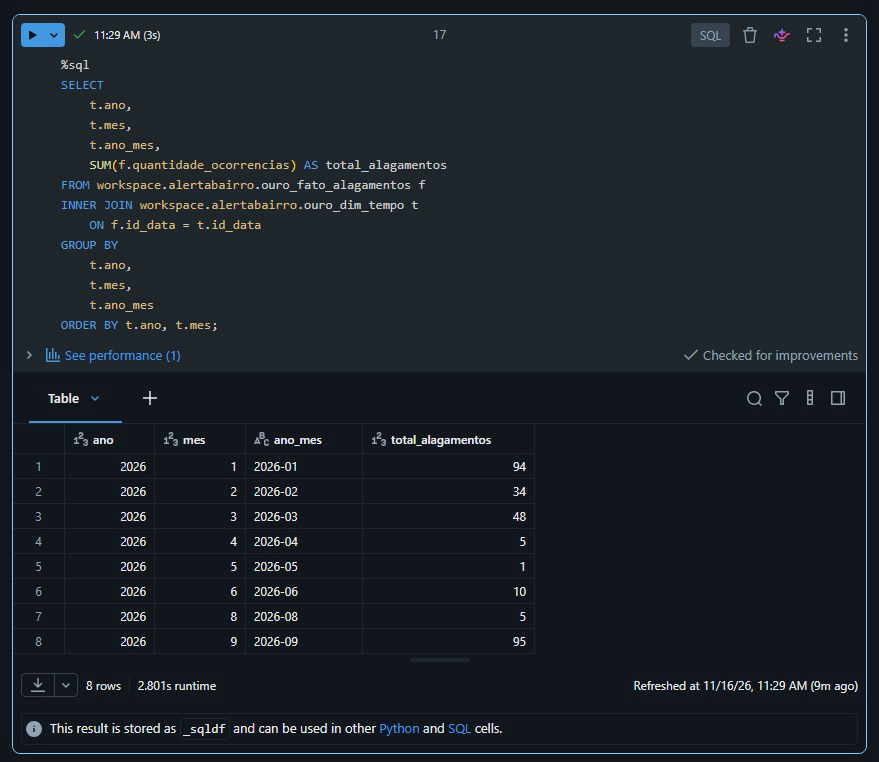 11:29 AM (3s)
17
SQL
%sql
SELECT
t.ano,
t.mes,
t.ano_mes,
SUM(f.quantidade_ocorrencias) AS total_alagamentos
FROM workspace.alertabairro.ouro_fato_alagamentos f
INNER JOIN workspace.alertabairro.ouro_dim_tempo t
ON f.id_data = t.id_data
GROUP BY
t.ano,
t.mes,
t.ano_mes
ORDER BY t.ano, t.mes;
See performance (1)
Checked for improvements
Table
123 ano 123 mes ABC ano_mes 123 total_alagamentos
1 2026 1 2026-01 94
2 2026 2 2026-02 34
3 2026 3 2026-03 48
4 2026 4 2026-04 5
5 2026 5 2026-05 1
6 2026 6 2026-06 10
7 2026 8 2026-08 5
8 2026 9 2026-09 95
8 rows 2.801s runtime
Refreshed at 11/16/26, 11:29 AM (9m ago)
This result is stored as _sqldf and can be used in other Python and SQL cells.